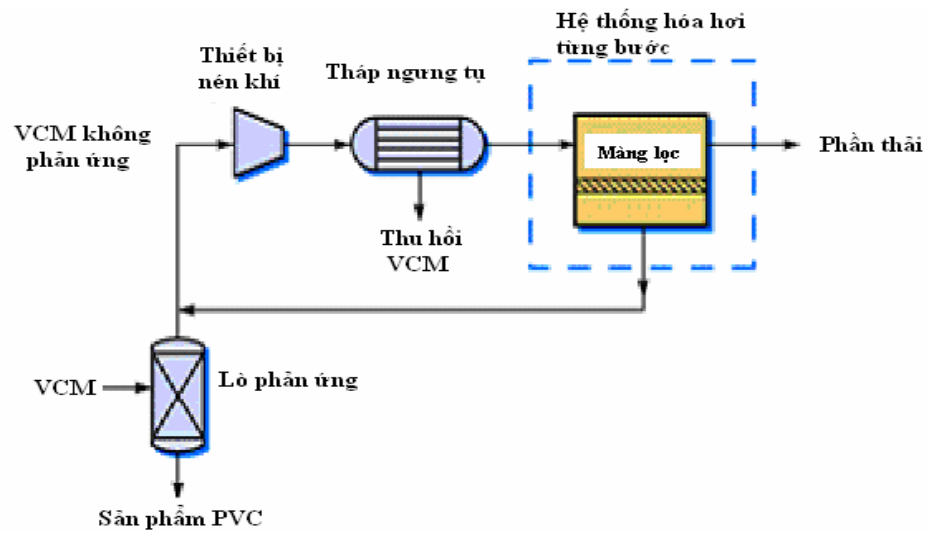 Hệ thống hóa hơi
từng bước
Thiết bị
nén khí
Tháp ngưng tụ
VCM không
phản ứng
Màng lọc
Phần thải
Thu hồi
VCM
VCM
Lò phản ứng
Sản phẩm PVC